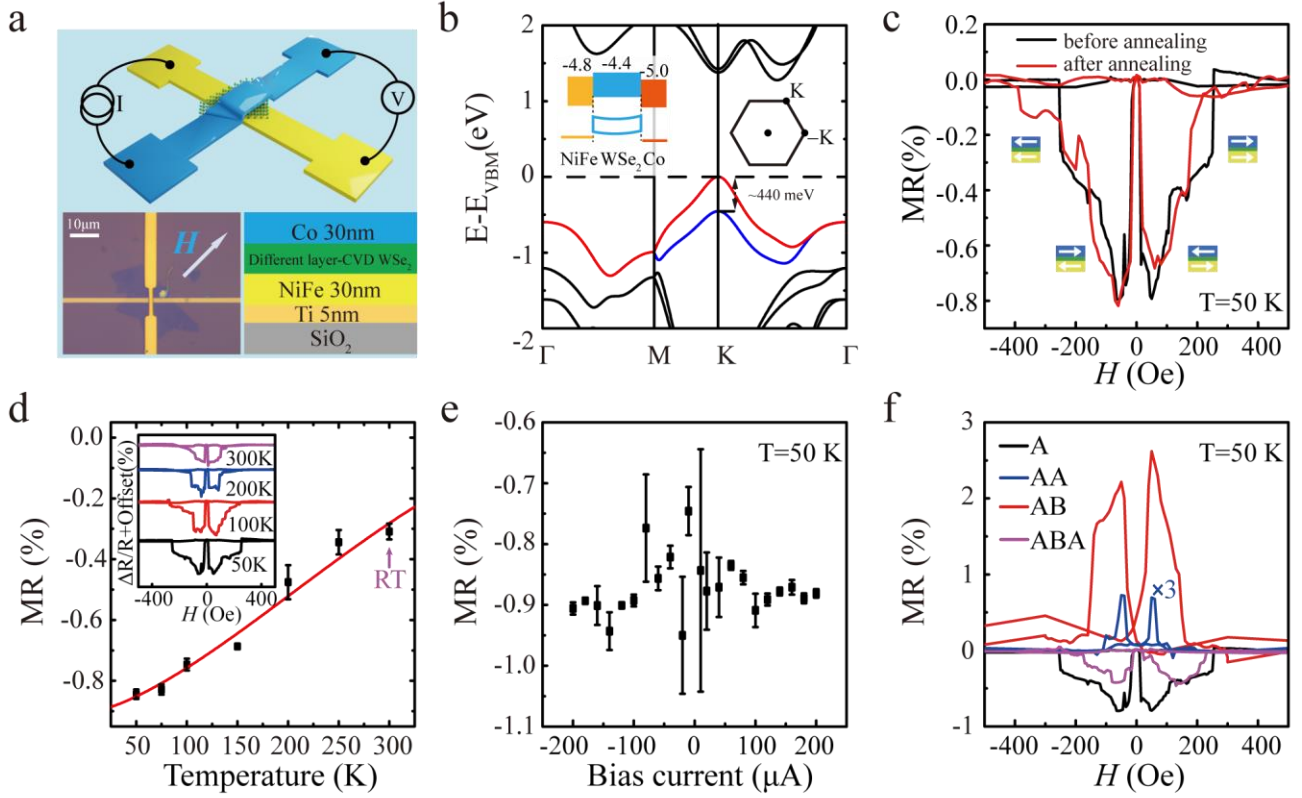 a
I
V
10μm
H
Co 30nm
Different layer-CVD WSe₂
NiFe 30nm
Ti 5nm
SiO₂
b
E-E_VBM(eV)
2
1
0
-1
-2
-4.8
-4.4
-5.0
NiFe WSe₂ Co
K
-K
~440 meV
Γ
M
K
Γ
c
MR(%)
0.2
0.0
-0.2
-0.4
-0.6
-0.8
before annealing
after annealing
T=50 K
-400 -200 0 200 400
H (Oe)
d
MR (%)
0.0
-0.2
-0.4
-0.6
-0.8
ΔR/R+Offset(%)
300K
200K
100K
50K
-400 0 400
H (Oe)
RT
50 100 150 200 250 300
Temperature (K)
e
MR (%)
-0.6
-0.7
-0.8
-0.9
-1.0
-1.1
T=50 K
-200 -100 0 100 200
Bias current (μA)
f
MR (%)
3
2
1
0
-1
A
AA
AB
ABA
T=50 K
×3
-400 -200 0 200 400
H (Oe)